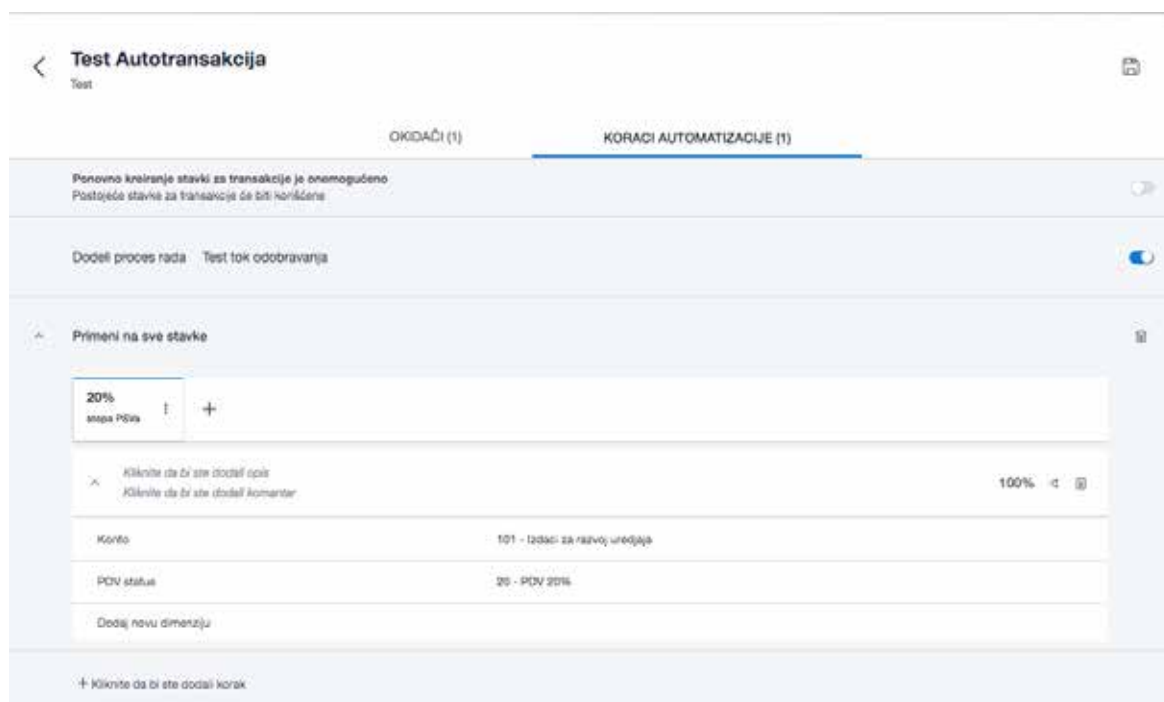 Test Autotransakcija
Test
OKIDAČI (1)
KORACI AUTOMATIZACIJE (1)
Ponovno kreiranje stavki za transakcije je onemogućeno
Postojeće stavke za transakcije će biti korišćene
Dodeli proces rada Test tok odobravanja
Primeni na sve stavke
20%
stopa PDVa
Kliknite da bi ste dodali opis
Kliknite da bi ste dodali komentar
100%
Konto
101 - Izdaci za razvoj uredjaja
PDV status
20 - PDV 20%
Dodaj novu dimenziju
+ Kliknite da bi ste dodali korak